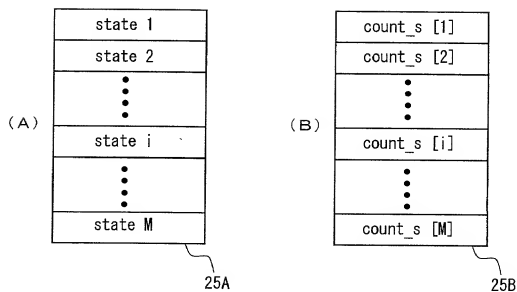 (A)
state 1
state 2
state i
state M
25A
(B)
count_s [1]
count_s [2]
count_s [i]
count_s [M]
25B